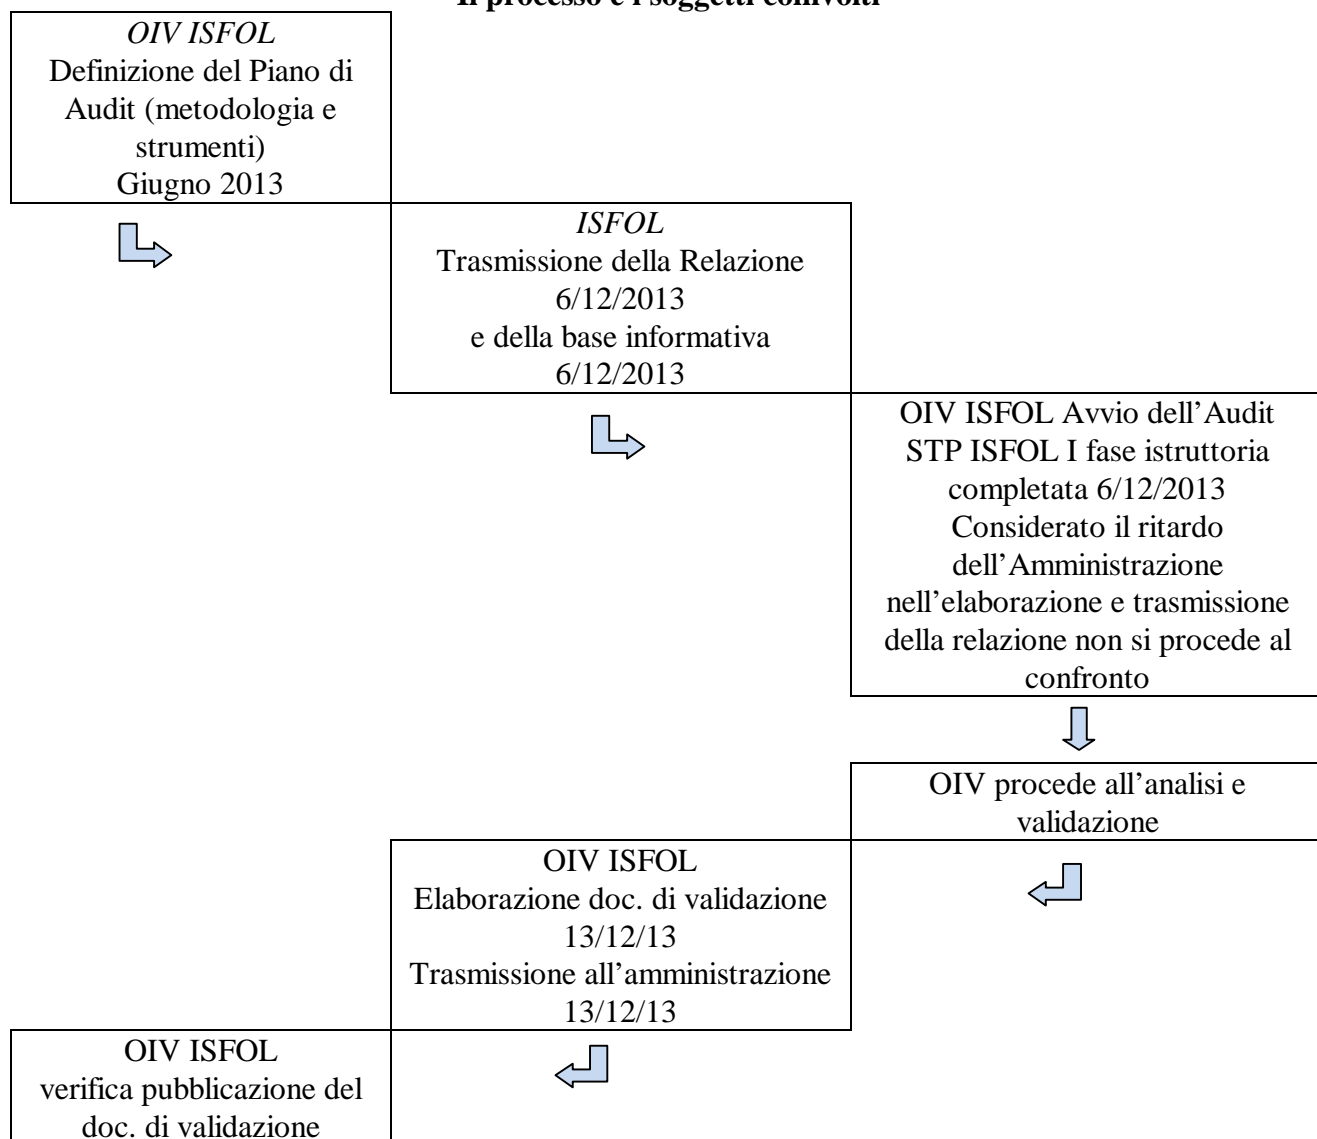 Il processo e i soggetti coinvolti
OIV ISFOL
Definizione del Piano di
Audit (metodologia e
strumenti)
Giugno 2013
ISFOL
Trasmissione della Relazione
6/12/2013
e della base informativa
6/12/2013
OIV ISFOL Avvio dell’Audit
STP ISFOL I fase istruttoria
completata 6/12/2013
Considerato il ritardo
dell’Amministrazione
nell’elaborazione e trasmissione
della relazione non si procede al
confronto
OIV procede all’analisi e
validazione
OIV ISFOL
Elaborazione doc. di validazione
13/12/13
Trasmissione all’amministrazione
13/12/13
OIV ISFOL
verifica pubblicazione del
doc. di validazione